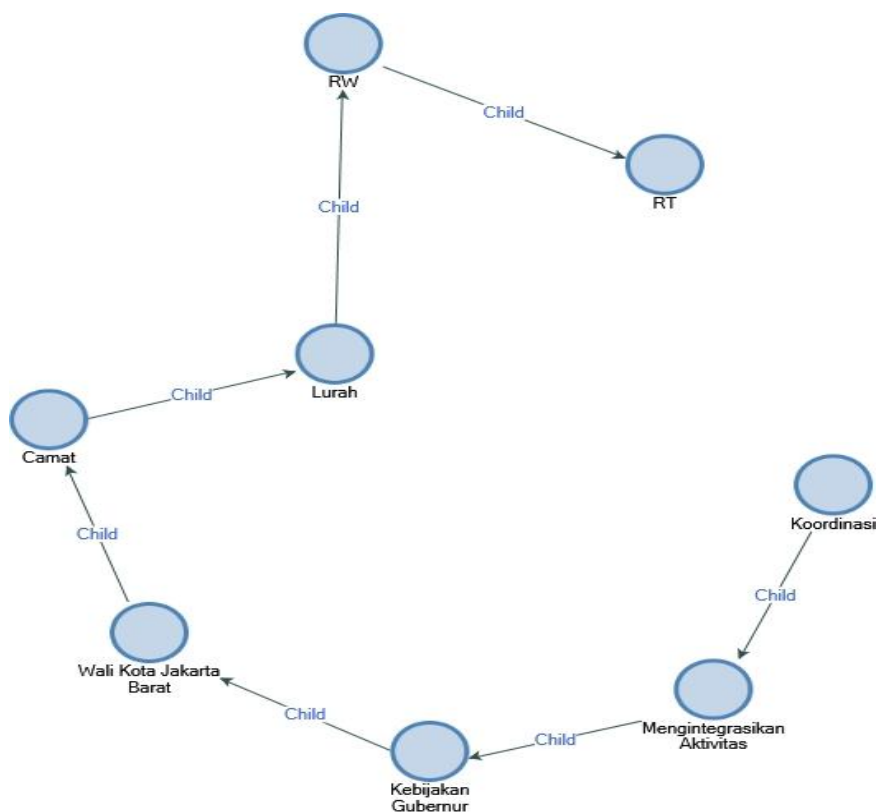 RW
Child
RT
Child
Lurah
Child
Camat
Koordinasi
Child
Child
Wali Kota Jakarta
Barat
Mengintegrasikan
Aktivitas
Child
Child
Kebijakan
Gubernur